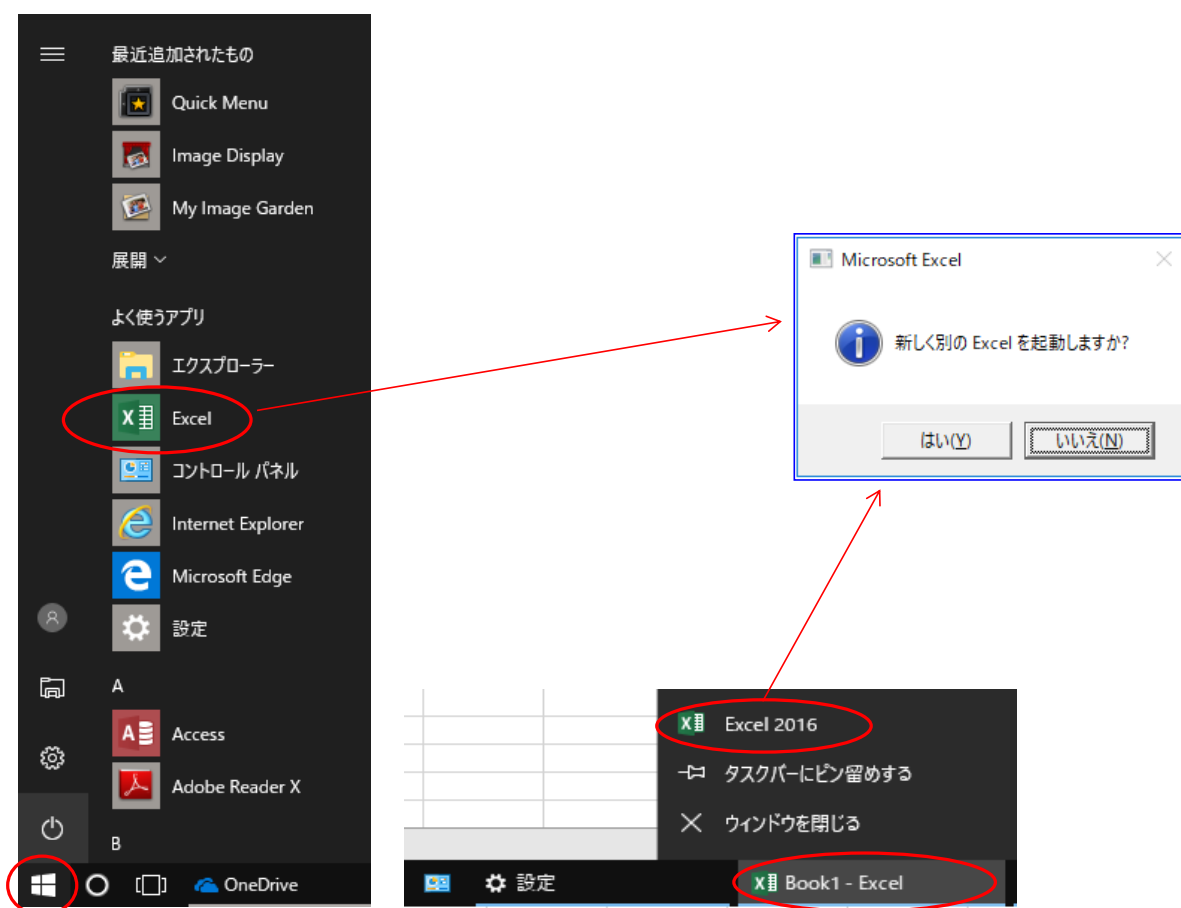 最近追加されたもの
Quick Menu
Image Display
My Image Garden
展開
よく使うアプリ
エクスプローラー
Excel
コントロール パネル
Internet Explorer
Microsoft Edge
設定
A
Access
Adobe Reader X
B
OneDrive
Microsoft Excel
新しく別の Excel を起動しますか?
はい(Y)
いいえ(N)
Excel 2016
タスクバーにピン留めする
ウィンドウを閉じる
設定
Book1 - Excel